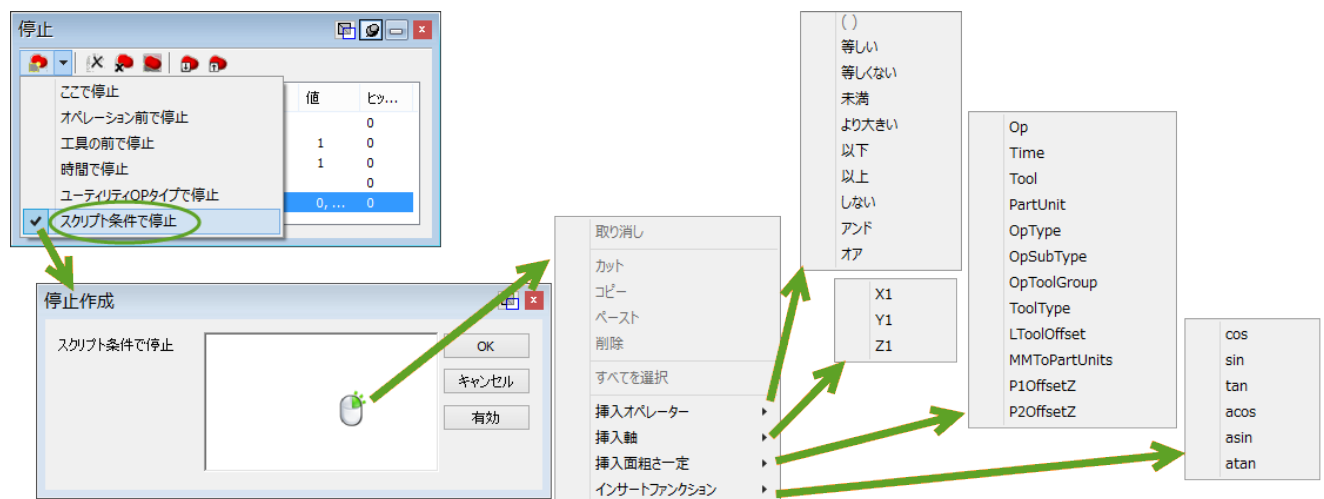 停止
ここで停止
オペレーション前で停止
工具の前で停止
時間で停止
ユーティリティOPタイプで停止
スクリプト条件で停止
値 ヒッ...
0
1 0
1 0
0
0, ... 0
停止作成
スクリプト条件で停止
OK
キャンセル
有効
取り消し
カット
コピー
ペースト
削除
すべてを選択
挿入オペレーター
挿入軸
挿入面粗さ一定
インサートファンクション
( )
等しい
等しくない
未満
より大きい
以下
以上
しない
アンド
オア
X1
Y1
Z1
Op
Time
Tool
PartUnit
OpType
OpSubType
OpToolGroup
ToolType
LToolOffset
MMToPartUnits
P1OffsetZ
P2OffsetZ
cos
sin
tan
acos
asin
atan